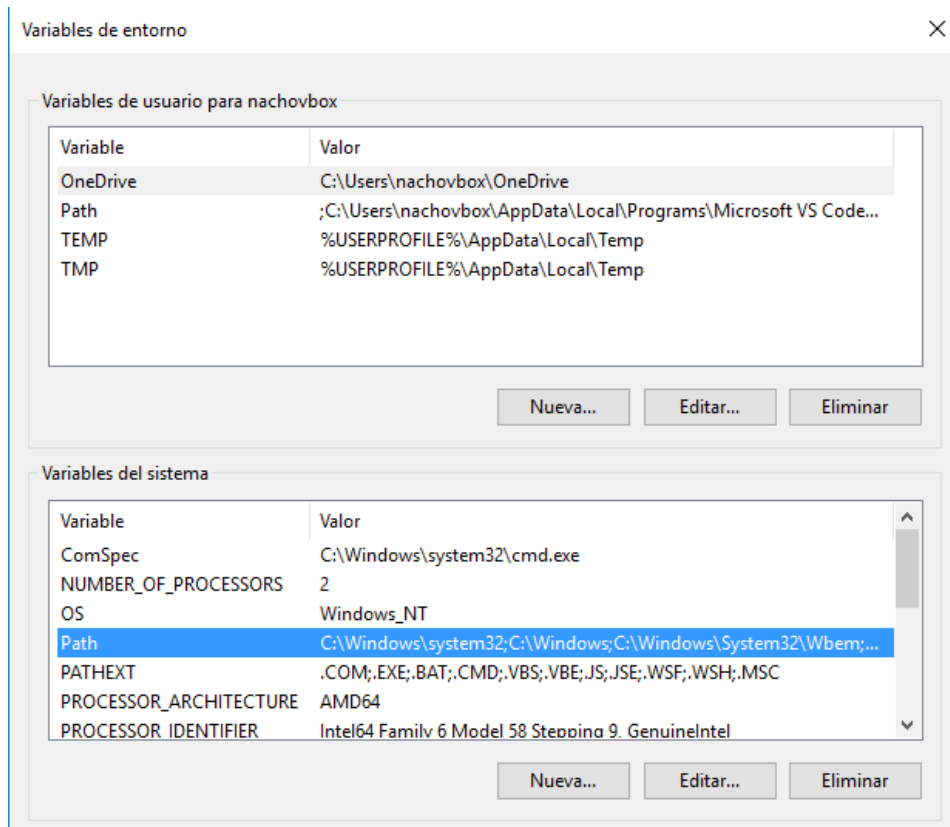 Variables de entorno
Variables de usuario para nachovbox
Variable Valor
OneDrive C:\Users\nachovbox\OneDrive
Path ;C:\Users\nachovbox\AppData\Local\Programs\Microsoft VS Code...
TEMP %USERPROFILE%\AppData\Local\Temp
TMP %USERPROFILE%\AppData\Local\Temp
Nueva... Editar... Eliminar
Variables del sistema
Variable Valor
ComSpec C:\Windows\system32\cmd.exe
NUMBER_OF_PROCESSORS 2
OS Windows_NT
Path C:\Windows\system32;C:\Windows;C:\Windows\System32\Wbem;...
PATHEXT .COM;.EXE;.BAT;.CMD;.VBS;.VBE;.JS;.JSE;.WSF;.WSH;.MSC
PROCESSOR_ARCHITECTURE AMD64
PROCESSOR_IDENTIFIER Intel64 Family 6 Model 58 Stepping 9, GenuineIntel
Nueva... Editar... Eliminar